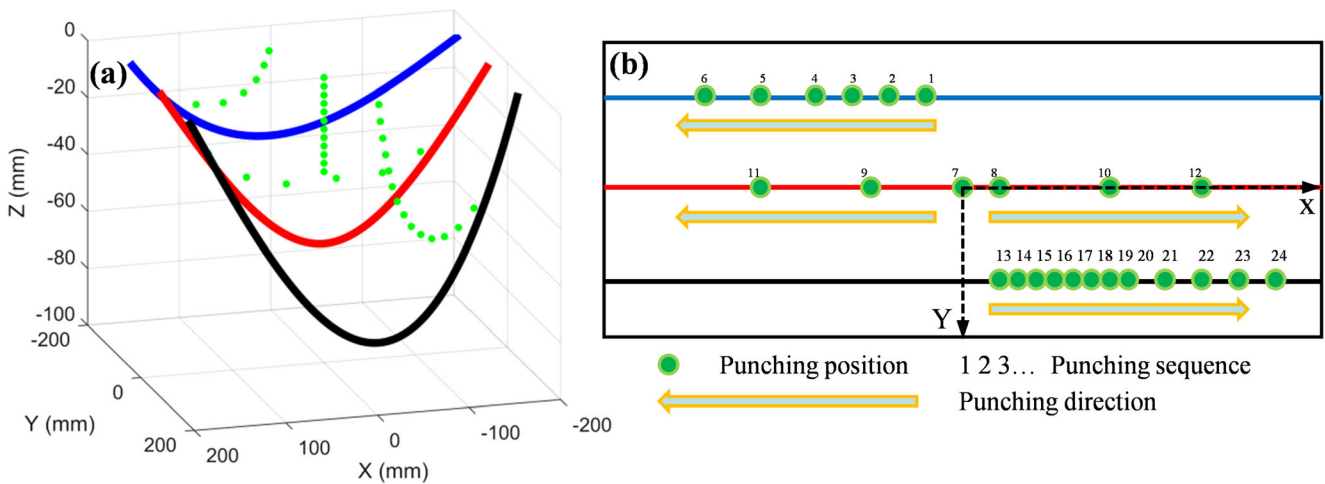 (a)
0
-20
-40
-60
-80
-100
Z (mm)
-200
0
200
Y (mm)
200
100
0
-100
-200
X (mm)
(b)
6 5 4 3 2 1
11 9 7 8 10 12
X
13 14 15 16 17 18 19 20 21 22 23 24
Y
Punching position 1 2 3… Punching sequence
Punching direction